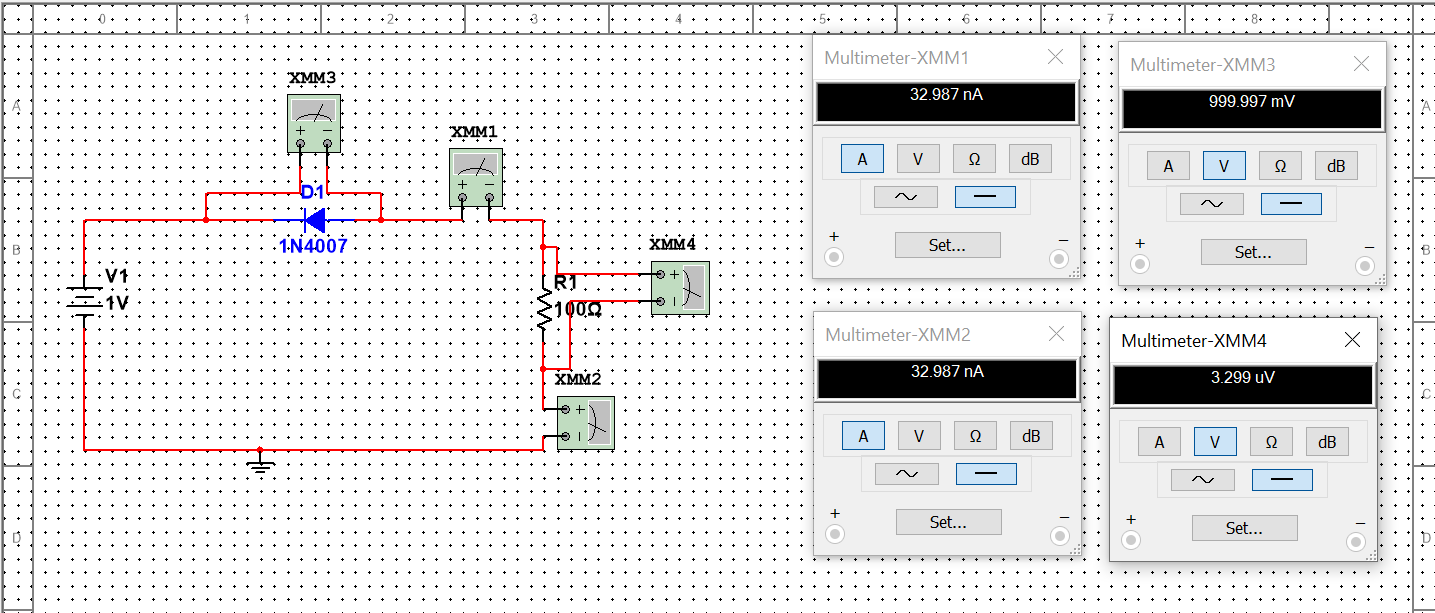 0 1 2 3 4 5 6 7 8
A
B
C
D
A
B
C
D
XMM3
+ −
XMM1
+ −
D1
1N4007
V1
1V
XMM4
+
−
R1
100Ω
XMM2
+
−
Multimeter-XMM1
32.987 nA
A V Ω dB
Set...
+ −
Multimeter-XMM3
999.997 mV
A V Ω dB
Set...
+ −
Multimeter-XMM2
32.987 nA
A V Ω dB
Set...
+ −
Multimeter-XMM4
3.299 uV
A V Ω dB
Set...
+ −